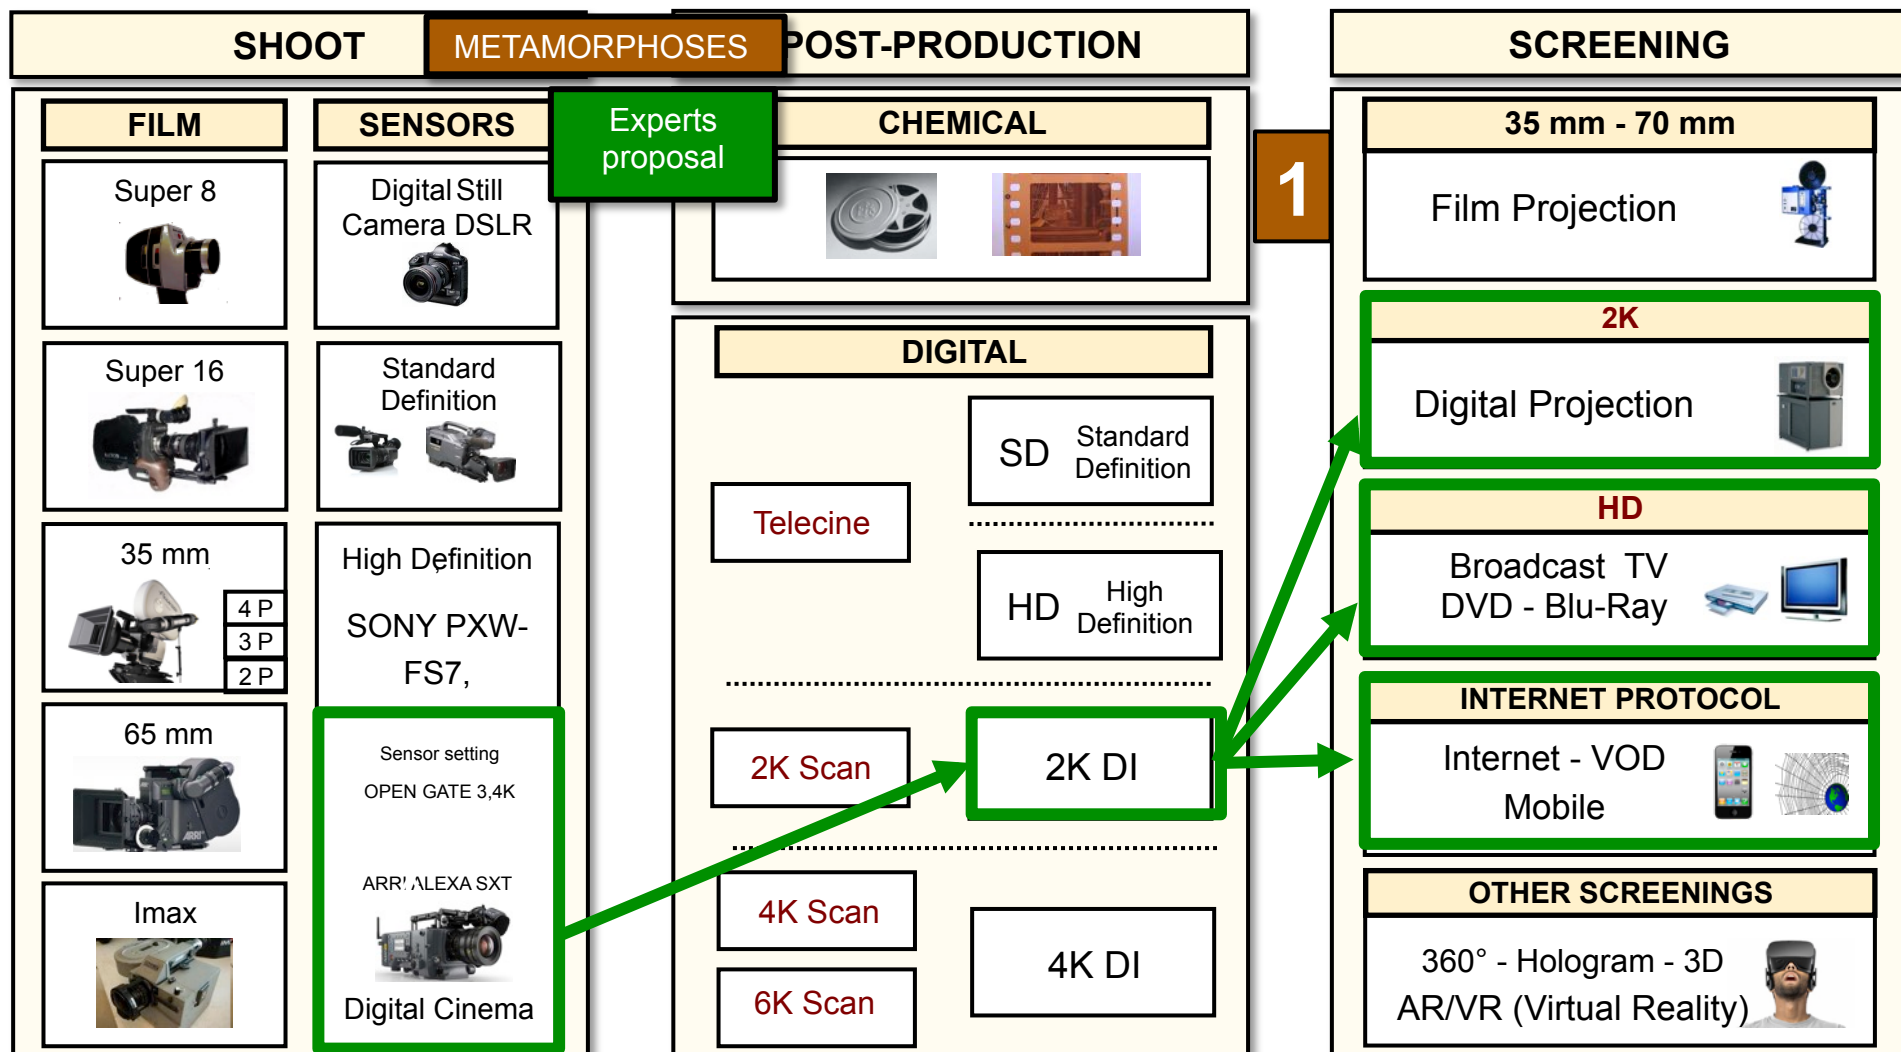 SHOOT
METAMORPHOSES
POST-PRODUCTION
SCREENING
Experts
proposal
1
FILM
Super 8
Super 16
35 mm
4 P
3 P
2 P
65 mm
ARRI
Imax
SENSORS
Digital Still
Camera DSLR
Standard
Definition
High Definition
SONY PXW-
FS7,
Sensor setting
OPEN GATE 3,4K
ARRI ALEXA SXT
Digital Cinema
CHEMICAL
DIGITAL
SD Standard
Definition
Telecine
HD High
Definition
2K Scan
2K DI
4K Scan
6K Scan
4K DI
35 mm - 70 mm
Film Projection
2K
Digital Projection
HD
Broadcast TV
DVD - Blu-Ray
INTERNET PROTOCOL
Internet - VOD
Mobile
OTHER SCREENINGS
360° - Hologram - 3D
AR/VR (Virtual Reality)